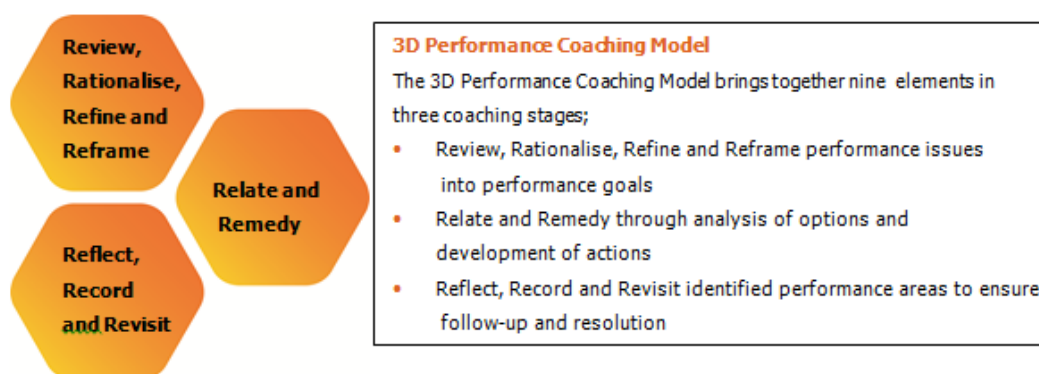 Review,
Rationalise,
Refine and
Reframe
Relate and
Remedy
Reflect,
Record
and Revisit
3D Performance Coaching Model
The 3D Performance Coaching Model brings together nine elements in
three coaching stages;
• Review, Rationalise, Refine and Reframe performance issues
into performance goals
• Relate and Remedy through analysis of options and
development of actions
• Reflect, Record and Revisit identified performance areas to ensure
follow-up and resolution